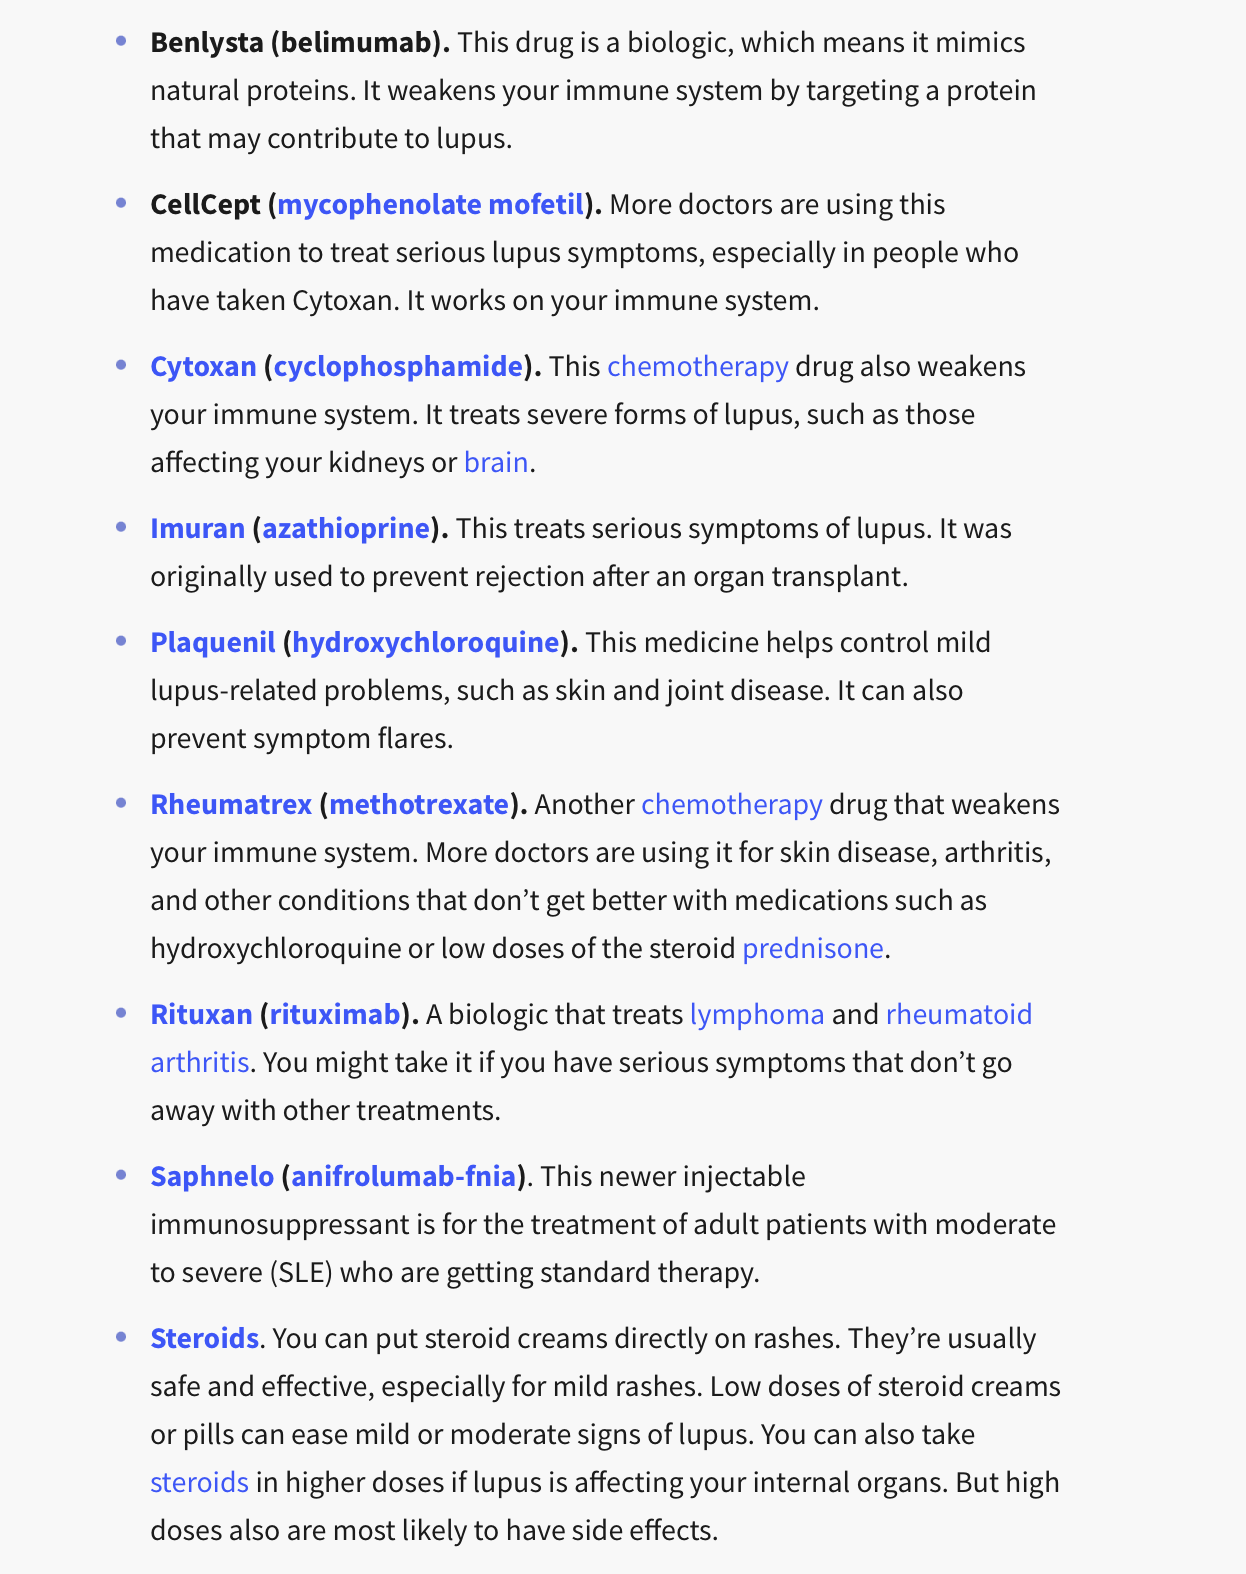 • Benlysta (belimumab). This drug is a biologic, which means it mimics
natural proteins. It weakens your immune system by targeting a protein
that may contribute to lupus.
• CellCept (mycophenolate mofetil). More doctors are using this
medication to treat serious lupus symptoms, especially in people who
have taken Cytoxan. It works on your immune system.
• Cytoxan (cyclophosphamide). This chemotherapy drug also weakens
your immune system. It treats severe forms of lupus, such as those
affecting your kidneys or brain.
• Imuran (azathioprine). This treats serious symptoms of lupus. It was
originally used to prevent rejection after an organ transplant.
• Plaquenil (hydroxychloroquine). This medicine helps control mild
lupus-related problems, such as skin and joint disease. It can also
prevent symptom flares.
• Rheumatrex (methotrexate). Another chemotherapy drug that weakens
your immune system. More doctors are using it for skin disease, arthritis,
and other conditions that don’t get better with medications such as
hydroxychloroquine or low doses of the steroid prednisone.
• Rituxan (rituximab). A biologic that treats lymphoma and rheumatoid
arthritis. You might take it if you have serious symptoms that don’t go
away with other treatments.
• Saphnelo (anifrolumab-fnia). This newer injectable
immunosuppressant is for the treatment of adult patients with moderate
to severe (SLE) who are getting standard therapy.
• Steroids. You can put steroid creams directly on rashes. They’re usually
safe and effective, especially for mild rashes. Low doses of steroid creams
or pills can ease mild or moderate signs of lupus. You can also take
steroids in higher doses if lupus is affecting your internal organs. But high
doses also are most likely to have side effects.